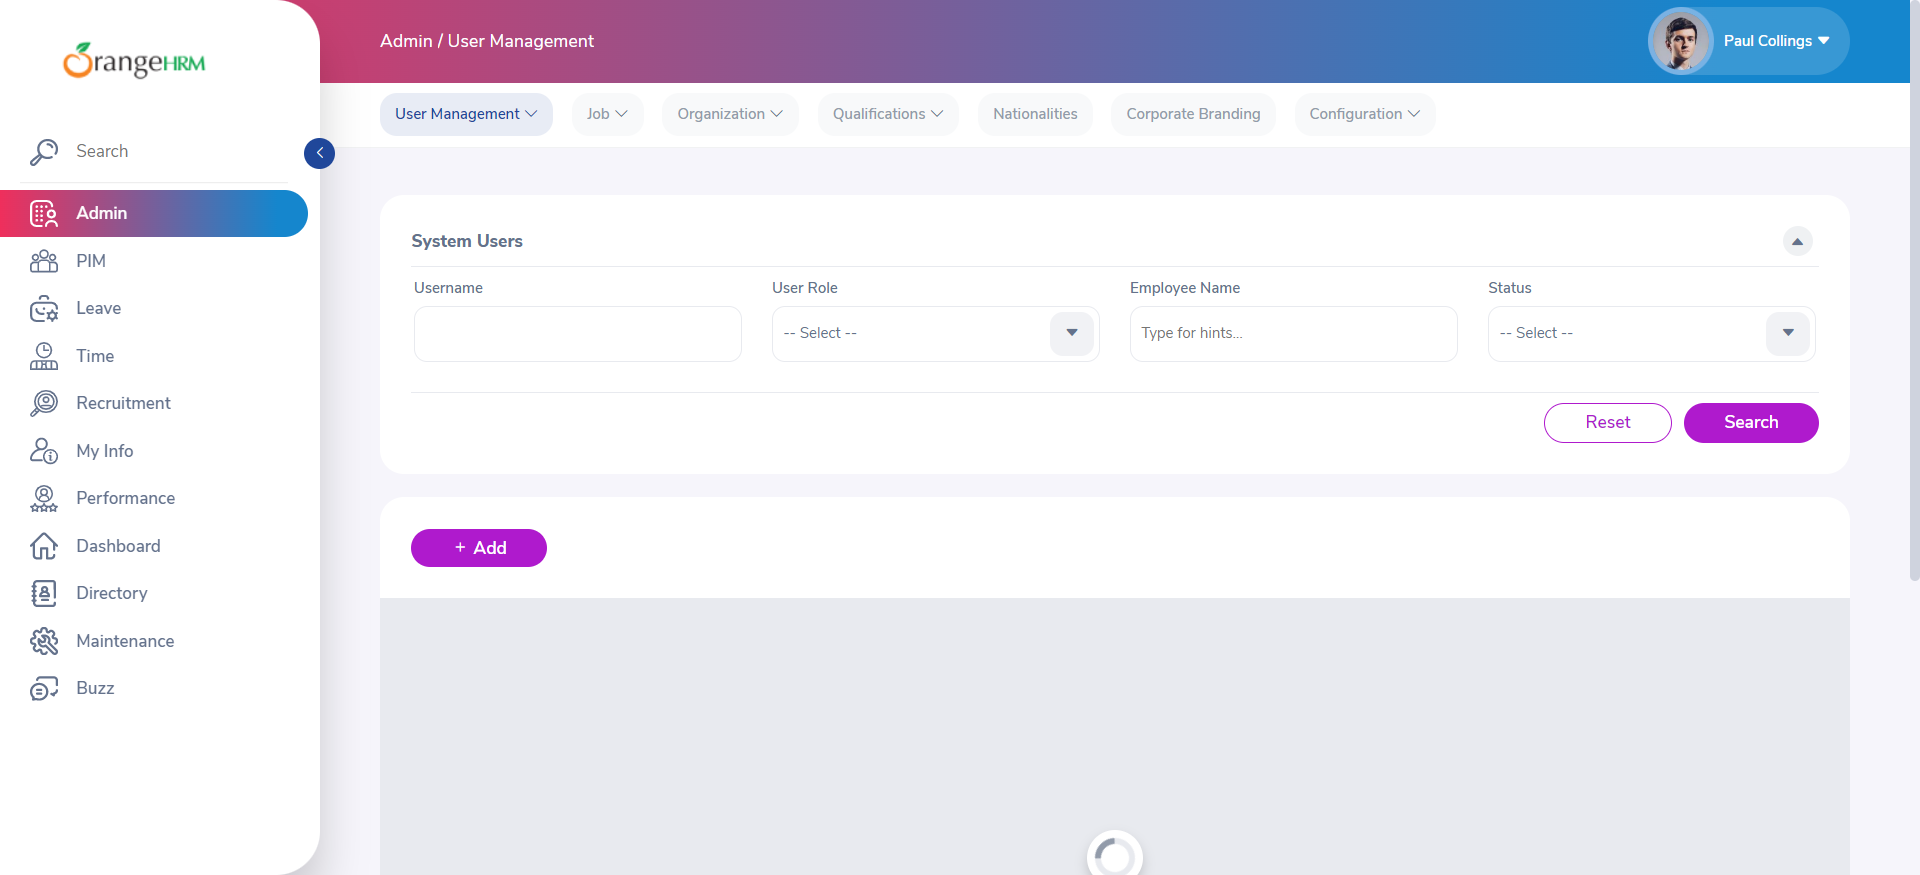 OrangeHRM
Admin / User Management
Paul Collings
User Management
Job
Organization
Qualifications
Nationalities
Corporate Branding
Configuration
Search
Admin
PIM
Leave
Time
Recruitment
My Info
Performance
Dashboard
Directory
Maintenance
Buzz
System Users
Username
User Role
Employee Name
Status
-- Select --
Type for hints...
-- Select --
Reset
Search
+ Add